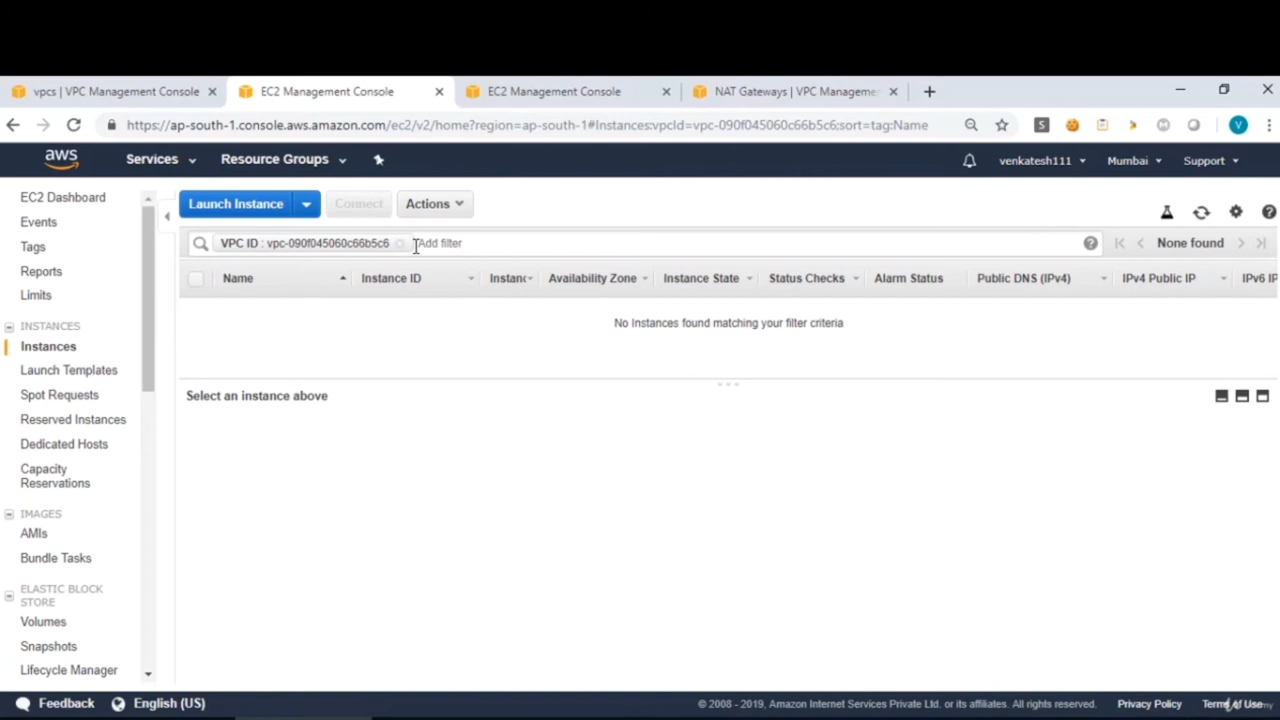 vpcs | VPC Management Console
EC2 Management Console
EC2 Management Console
NAT Gateways | VPC Manageme
https://ap-south-1.console.aws.amazon.com/ec2/v2/home?region=ap-south-1#Instances:vpcId=vpc-090f045060c66b5c6;sort=tag:Name
S
V
aws
Services
Resource Groups
venkatesh111
Mumbai
Support
EC2 Dashboard
Events
Tags
Reports
Limits
INSTANCES
Instances
Launch Templates
Spot Requests
Reserved Instances
Dedicated Hosts
Capacity
Reservations
IMAGES
AMIs
Bundle Tasks
ELASTIC BLOCK
STORE
Volumes
Snapshots
Lifecycle Manager
Launch Instance
Connect
Actions
VPC ID : vpc-090f045060c66b5c6
Add filter
None found
Name
Instance ID
Instanc
Availability Zone
Instance State
Status Checks
Alarm Status
Public DNS (IPv4)
IPv4 Public IP
IPv6 IP
No Instances found matching your filter criteria
Select an instance above
Feedback
English (US)
© 2008 - 2019, Amazon Internet Services Private Ltd. or its affiliates. All rights reserved.
Privacy Policy
Terms of Use